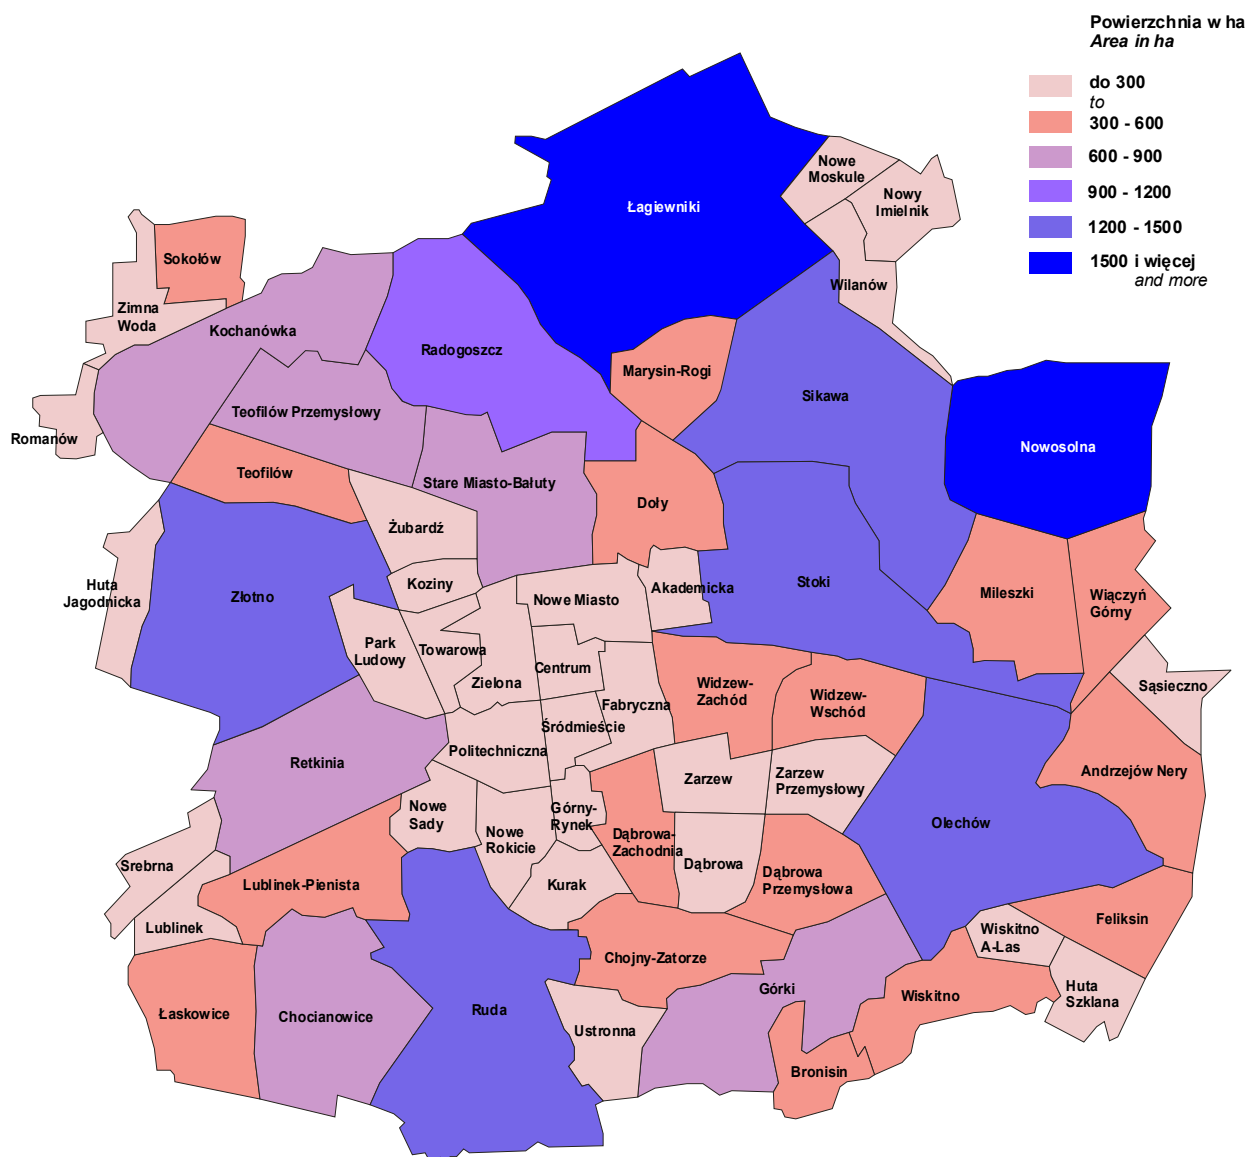 Powierzchnia w ha
Area in ha
do 300
to
300 - 600
600 - 900
900 - 1200
1200 - 1500
1500 i więcej
and more
Nowe
Moskule
Nowy
Imielnik
Łagiewniki
Sokołów
Wilanów
Zimna
Woda
Kochanówka
Radogoszcz
Marysin-Rogi
Sikawa
Teofilów Przemysłowy
Romanów
Nowosolna
Teofilów
Stare Miasto-Bałuty
Doły
Żubardź
Koziny
Akademicka
Stoki
Mileszki
Wiączyń
Górny
Huta
Jagodnicka
Złotno
Nowe Miasto
Park
Ludowy
Towarowa
Centrum
Zielona
Widzew-
Zachód
Widzew-
Wschód
Sąsieczno
Fabryczna
Śródmieście
Politechniczna
Retkinia
Zarzew
Zarzew
Przemysłowy
Andrzejów Nery
Nowe
Sady
Górny-
Rynek
Nowe
Rokicie
Dąbrowa-
Zachodnia
Olechów
Srebrna
Dąbrowa
Dąbrowa
Przemysłowa
Lublinek-Pienista
Kurak
Lublinek
Feliksin
Wiskitno
A-Las
Chojny-Zatorze
Górki
Wiskitno
Huta
Szklana
Łaskowice
Chocianowice
Ruda
Ustronna
Bronisin